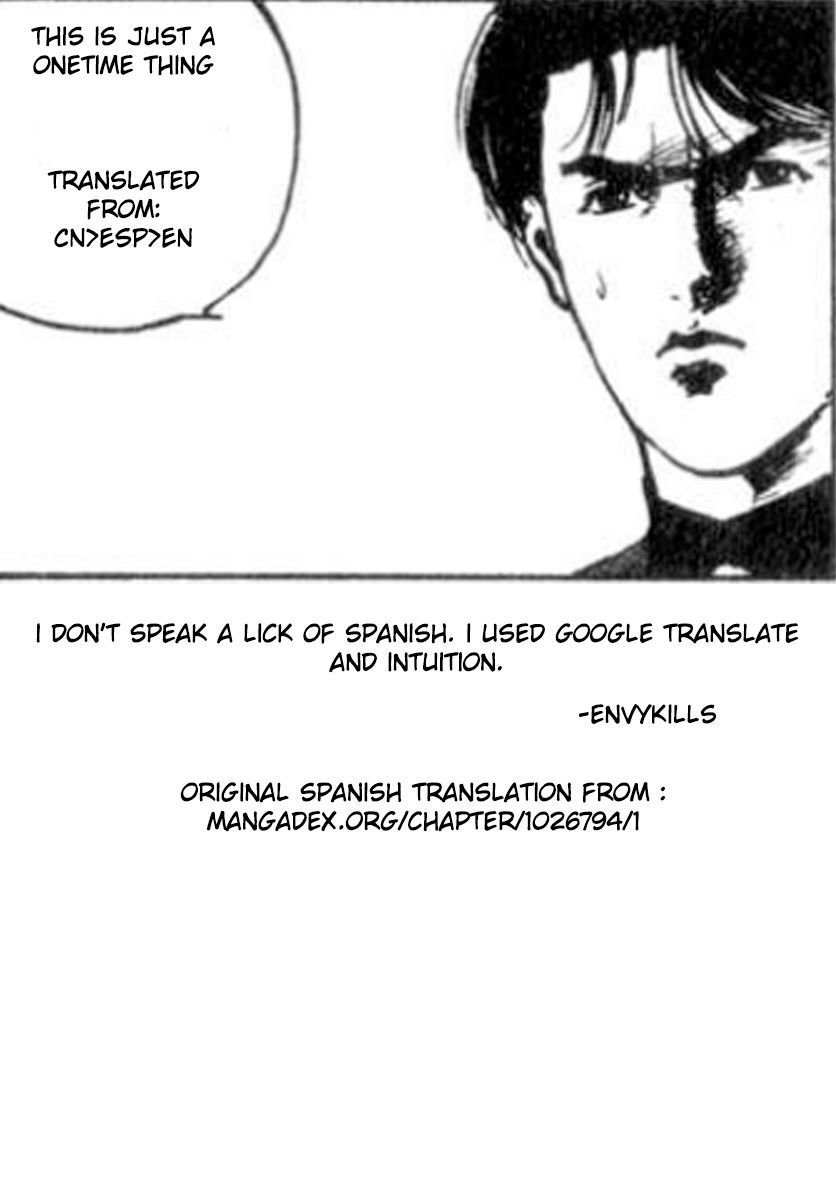 THIS IS JUST A
ONETIME THING
TRANSLATED
FROM:
CN>ESP>EN
I DON'T SPEAK A LICK OF SPANISH. I USED GOOGLE TRANSLATE
AND INTUITION.
-ENVYKILLS
ORIGINAL SPANISH TRANSLATION FROM :
MANGADEX.ORG/CHAPTER/1026794/1